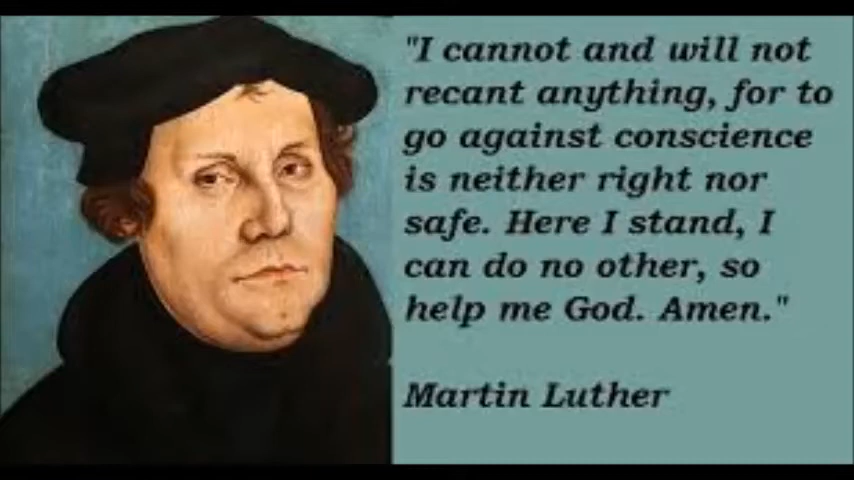 "I cannot and will not
recant anything, for to
go against conscience
is neither right nor
safe. Here I stand, I
can do no other, so
help me God. Amen."
Martin Luther